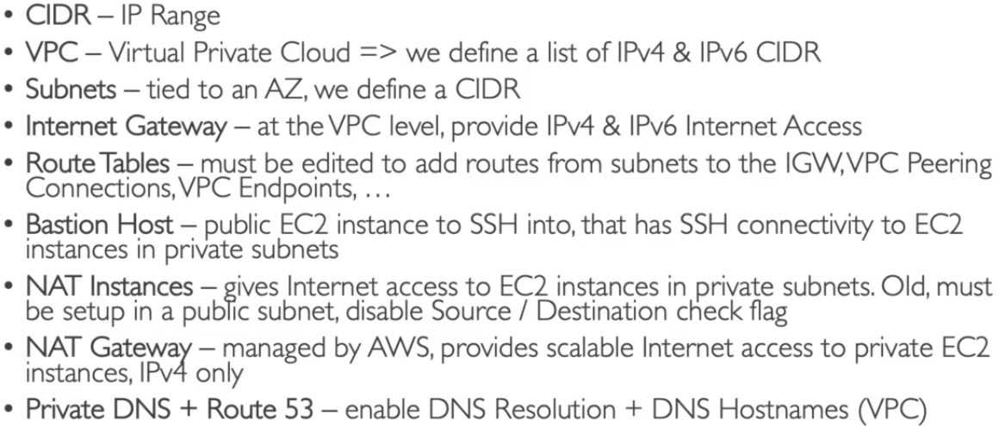 • CIDR – IP Range
• VPC – Virtual Private Cloud => we define a list of IPv4 & IPv6 CIDR
• Subnets – tied to an AZ, we define a CIDR
• Internet Gateway – at the VPC level, provide IPv4 & IPv6 Internet Access
• Route Tables – must be edited to add routes from subnets to the IGW, VPC Peering
Connections, VPC Endpoints, …
• Bastion Host – public EC2 instance to SSH into, that has SSH connectivity to EC2
instances in private subnets
• NAT Instances – gives Internet access to EC2 instances in private subnets. Old, must
be setup in a public subnet, disable Source / Destination check flag
• NAT Gateway – managed by AWS, provides scalable Internet access to private EC2
instances, IPv4 only
• Private DNS + Route 53 – enable DNS Resolution + DNS Hostnames (VPC)